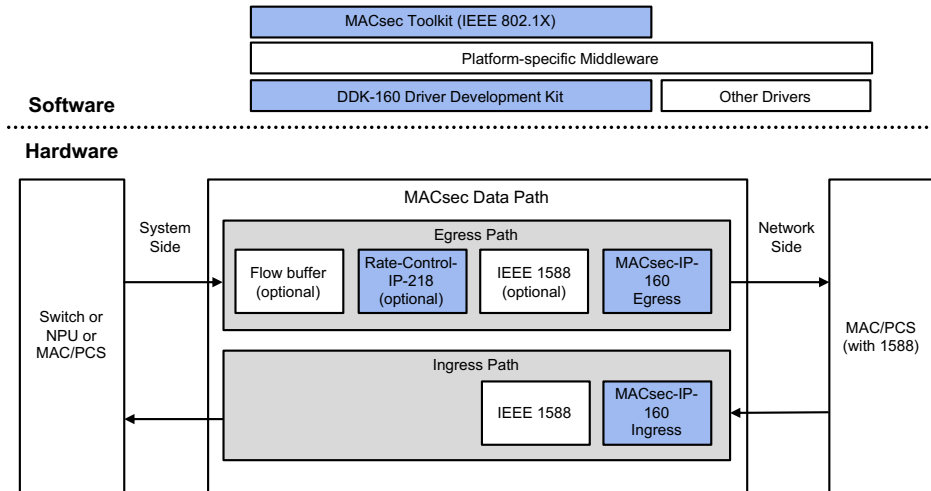 MACsec Toolkit (IEEE 802.1X)
Platform-specific Middleware
DDK-160 Driver Development Kit
Other Drivers
Software
Hardware
Switch or
NPU or
MAC/PCS
System
Side
MACsec Data Path
Egress Path
Flow buffer
(optional)
Rate-Control-
IP-218
(optional)
IEEE 1588
(optional)
MACsec-IP-
160
Egress
Ingress Path
IEEE 1588
MACsec-IP-
160
Ingress
Network
Side
MAC/PCS
(with 1588)